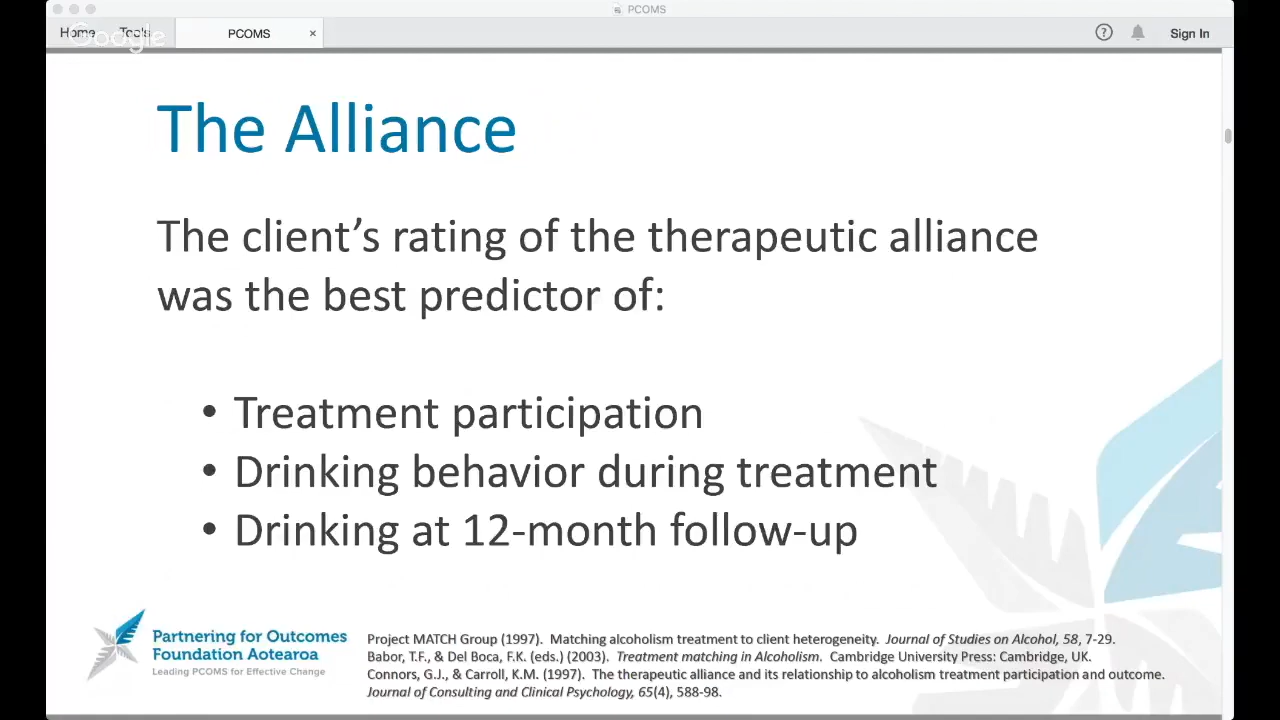 PCOMS
Home Tools PCOMS × ? Sign In
Google
The Alliance
The client’s rating of the therapeutic alliance
was the best predictor of:
• Treatment participation
• Drinking behavior during treatment
• Drinking at 12-month follow-up
Partnering for Outcomes
Foundation Aotearoa
Leading PCOMS for Effective Change
Project MATCH Group (1997). Matching alcoholism treatment to client heterogeneity. Journal of Studies on Alcohol, 58, 7-29.
Babor, T.F., & Del Boca, F.K. (eds.) (2003). Treatment matching in Alcoholism. Cambridge University Press: Cambridge, UK.
Connors, G.J., & Carroll, K.M. (1997). The therapeutic alliance and its relationship to alcoholism treatment participation and outcome.
Journal of Consulting and Clinical Psychology, 65(4), 588-98.